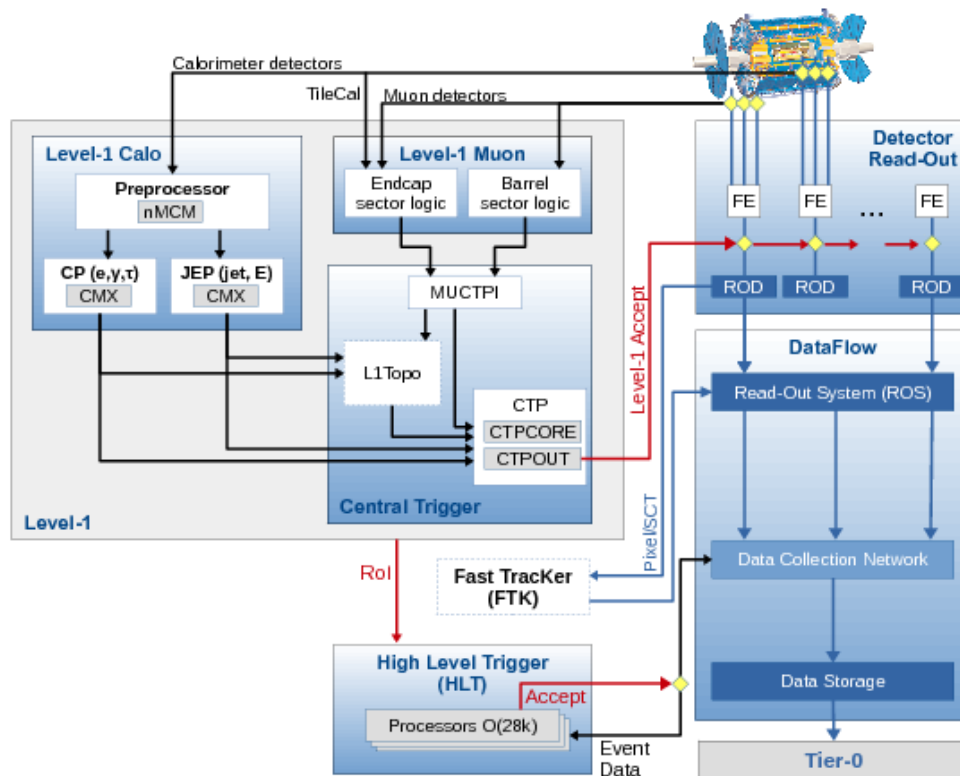 Calorimeter detectors
TileCal
Muon detectors
Level-1 Calo
Preprocessor
nMCM
CP (e,γ,τ)
CMX
JEP (jet, E)
CMX
Level-1 Muon
Endcap
sector logic
Barrel
sector logic
MUCTPI
L1Topo
CTP
CTPCORE
CTPOUT
Central Trigger
Level-1
Level-1 Accept
Detector
Read-Out
FE
FE
...
FE
ROD
ROD
ROD
DataFlow
Read-Out System (ROS)
Data Collection Network
Data Storage
Tier-0
Pixel/SCT
RoI
Fast TracKer
(FTK)
High Level Trigger
(HLT)
Accept
Processors O(28k)
Event
Data